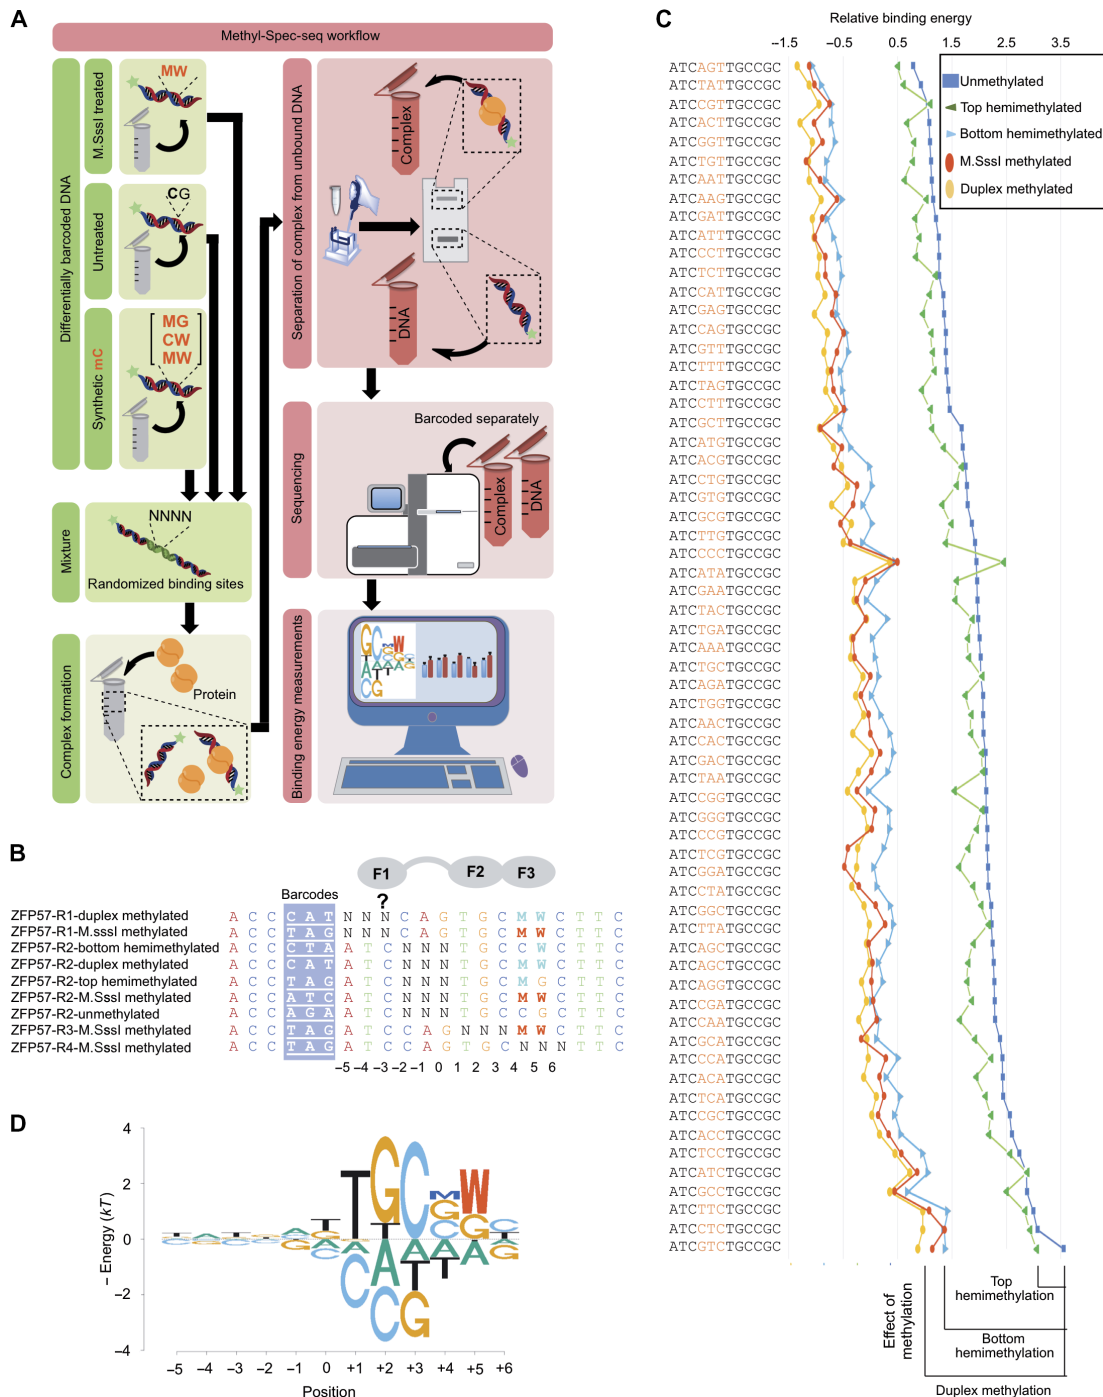 A
Methyl-Spec-seq workflow
Differentially barcoded DNA
M.SssI treated
MW
Untreated
CG
Synthetic mC
MG
CW
MW
Mixture
NNNN
Randomized binding sites
Complex formation
Protein
Separation of complex from unbound DNA
Complex
DNA
Sequencing
Barcoded separately
Complex
DNA
Binding energy measurements
B
F1
F2
F3
Barcodes
?
ZFP57-R1-duplex methylated A C C C A T N N N C A G T G C M W C T T C
ZFP57-R1-M.sssI methylated A C C T A G N N N C A G T G C M W C T T C
ZFP57-R2-bottom hemimethylated A C C C T A A T C N N N T G C C W C T T C
ZFP57-R2-duplex methylated A C C C A T A T C N N N T G C M W C T T C
ZFP57-R2-top hemimethylated A C C T A G A T C N N N T G C M G C T T C
ZFP57-R2-M.SssI methylated A C C A T C A T C N N N T G C M W C T T C
ZFP57-R2-unmethylated A C C A G A A T C N N N T G C C G C T T C
ZFP57-R3-M.SssI methylated A C C T A G A T C C A G N N N M W C T T C
ZFP57-R4-M.SssI methylated A C C T A G A T C C A G T G C N N N T T C
–5 –4 –3 –2 –1 0 1 2 3 4 5 6
C
Relative binding energy
–1.5 –0.5 0.5 1.5 2.5 3.5
Unmethylated
Top hemimethylated
Bottom hemimethylated
M.SssI methylated
Duplex methylated
ATCAGTTGCCGC
ATCTATTGCCGC
ATCCGTTGCCGC
ATCACTTGCCGC
ATCGGTTGCCGC
ATCTGTTGCCGC
ATCAATTGCCGC
ATCAAGTGCCGC
ATCGATTGCCGC
ATCATTTGCCGC
ATCCCTTGCCGC
ATCTCTTGCCGC
ATCCATTGCCGC
ATCGAGTGCCGC
ATCCAGTGCCGC
ATCGTTTGCCGC
ATCTTTTGCCGC
ATCTAGTGCCGC
ATCCTTTGCCGC
ATCGCTTGCCGC
ATCATGTGCCGC
ATCACGTGCCGC
ATCCTGTGCCGC
ATCGTGTGCCGC
ATCGCGTGCCGC
ATCTTGTGCCGC
ATCCCCTGCCGC
ATCATATGCCGC
ATCGAATGCCGC
ATCTACTGCCGC
ATCTGATGCCGC
ATCAAATGCCGC
ATCTGCTGCCGC
ATCAGATGCCGC
ATCTGGTGCCGC
ATCAACTGCCGC
ATCCACTGCCGC
ATCGACTGCCGC
ATCTAATGCCGC
ATCCGGTGCCGC
ATCGGGTGCCGC
ATCCCGTGCCGC
ATCTCGTGCCGC
ATCGGATGCCGC
ATCCTATGCCGC
ATCGGCTGCCGC
ATCTTATGCCGC
ATCAGCTGCCGC
ATCAGCTGCCGC
ATCAGGTGCCGC
ATCCGATGCCGC
ATCCAATGCCGC
ATCGCATGCCGC
ATCCCATGCCGC
ATCACATGCCGC
ATCTCATGCCGC
ATCCGCTGCCGC
ATCACCTGCCGC
ATCTCCTGCCGC
ATCATCTGCCGC
ATCGCCTGCCGC
ATCTTCTGCCGC
ATCCTCTGCCGC
ATCGTCTGCCGC
Effect of
methylation
Top
hemimethylation
Bottom
hemimethylation
Duplex methylation
D
– Energy (kT)
4
2
0
–2
–4
–5 –4 –3 –2 –1 0 +1 +2 +3 +4 +5 +6
Position